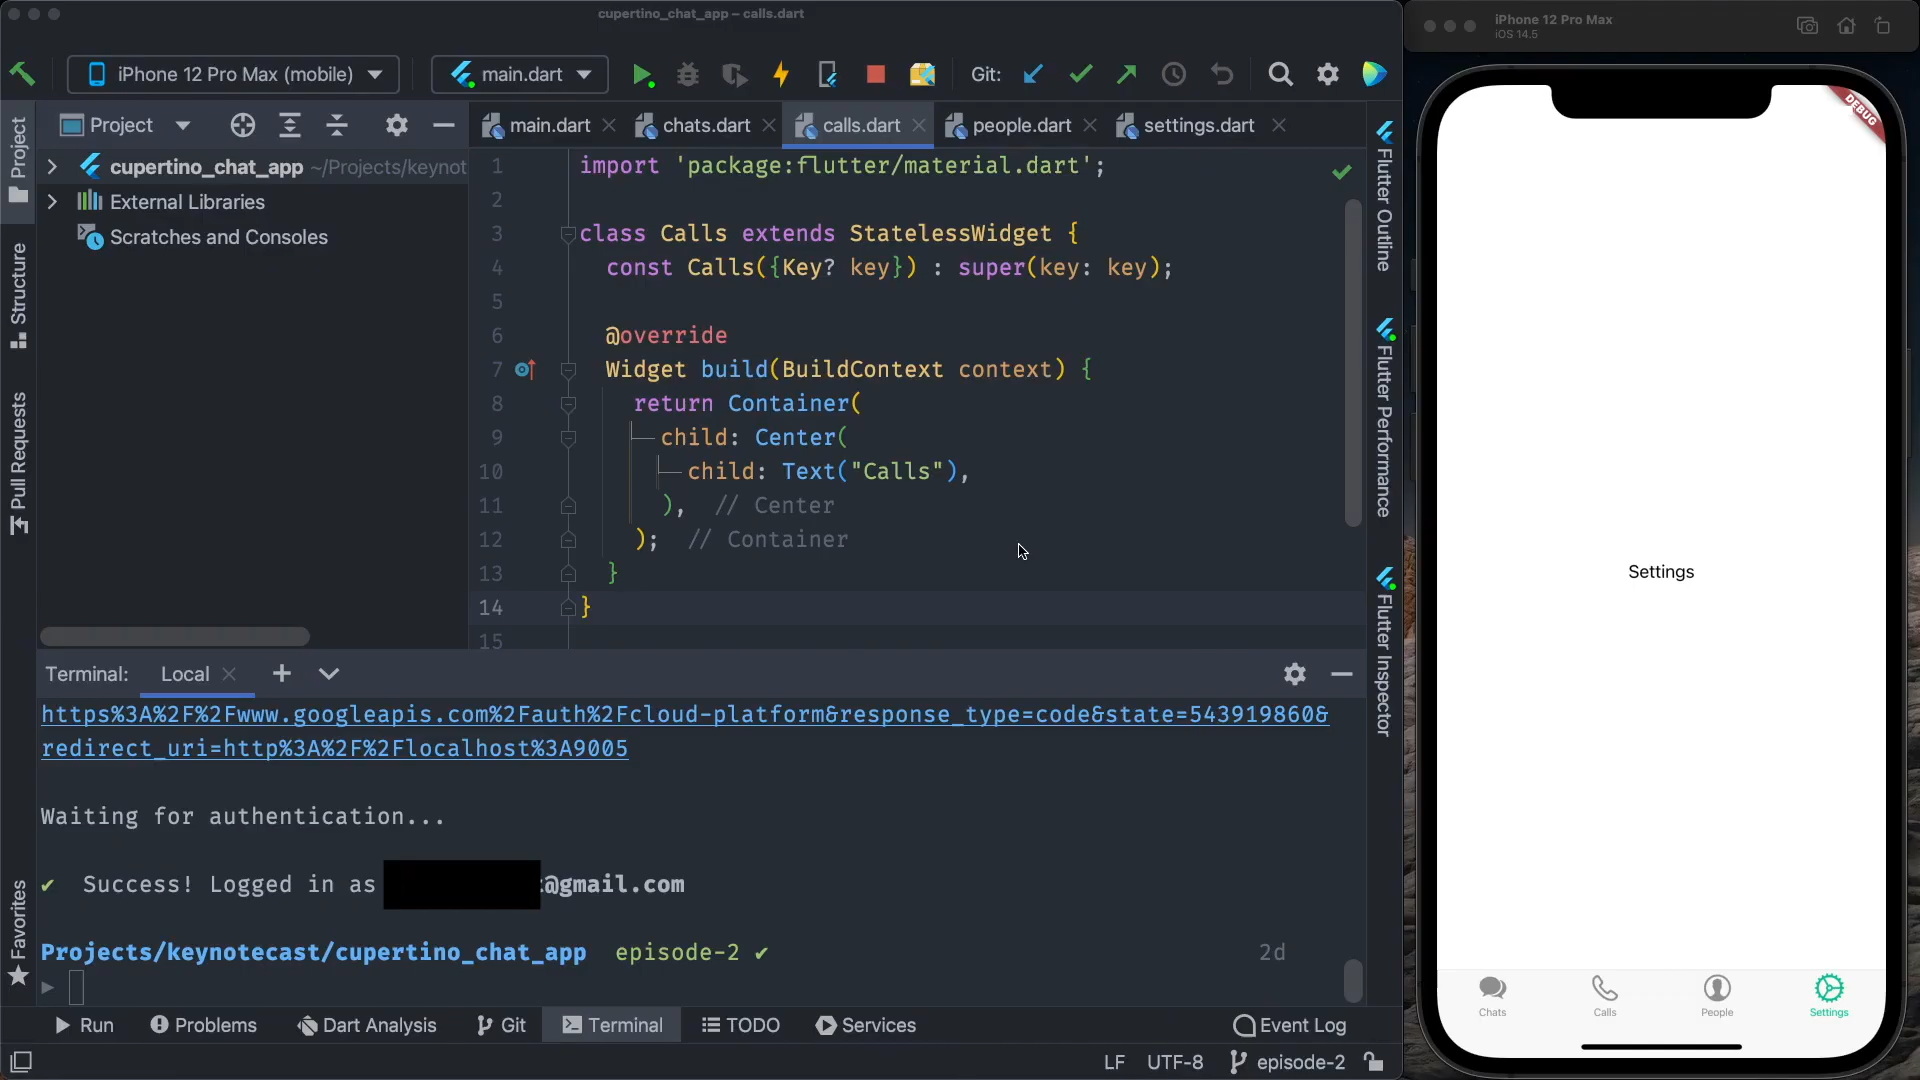 cupertino_chat_app – calls.dart
iPhone 12 Pro Max (mobile)
main.dart
Git:
Project
main.dart
chats.dart
calls.dart
people.dart
settings.dart
cupertino_chat_app ~/Projects/keynot
External Libraries
Scratches and Consoles
Project
Structure
Pull Requests
Favorites
1 import 'package:flutter/material.dart';
2
3 class Calls extends StatelessWidget {
4 const Calls({Key? key}) : super(key: key);
5
6 @override
7 Widget build(BuildContext context) {
8 return Container(
9 child: Center(
10 child: Text("Calls"),
11 ), // Center
12 ); // Container
13 }
14 }
15
Flutter Outline
Flutter Performance
Flutter Inspector
Terminal:
Local
https%3A%2F%2Fwww.googleapis.com%2Fauth%2Fcloud-platform&response_type=code&state=543919860&
redirect_uri=http%3A%2F%2Flocalhost%3A9005
Waiting for authentication...
✔ Success! Logged in as @gmail.com
Projects/keynotecast/cupertino_chat_app episode-2 ✔ 2d
Run
Problems
Dart Analysis
Git
Terminal
TODO
Services
Event Log
LF
UTF-8
episode-2
iPhone 12 Pro Max
iOS 14.5
DEBUG
Settings
Chats
Calls
People
Settings